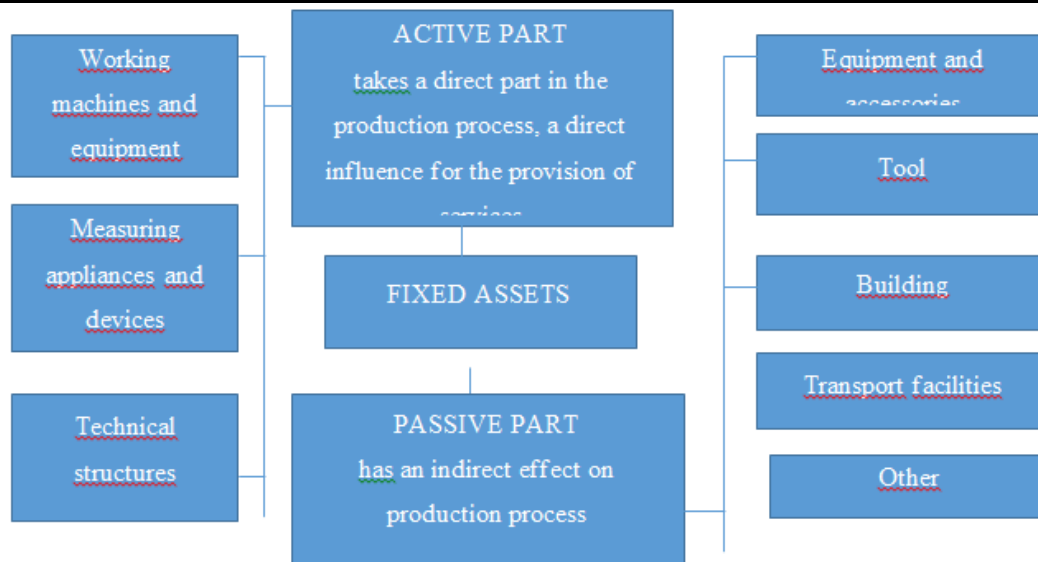 Working
machines and
equipment
Measuring
appliances and
devices
Technical
structures
ACTIVE PART
takes a direct part in the
production process, a direct
influence for the provision of
services
FIXED ASSETS
PASSIVE PART
has an indirect effect on
production process
Equipment and
accessories
Tool
Building
Transport facilities
Other